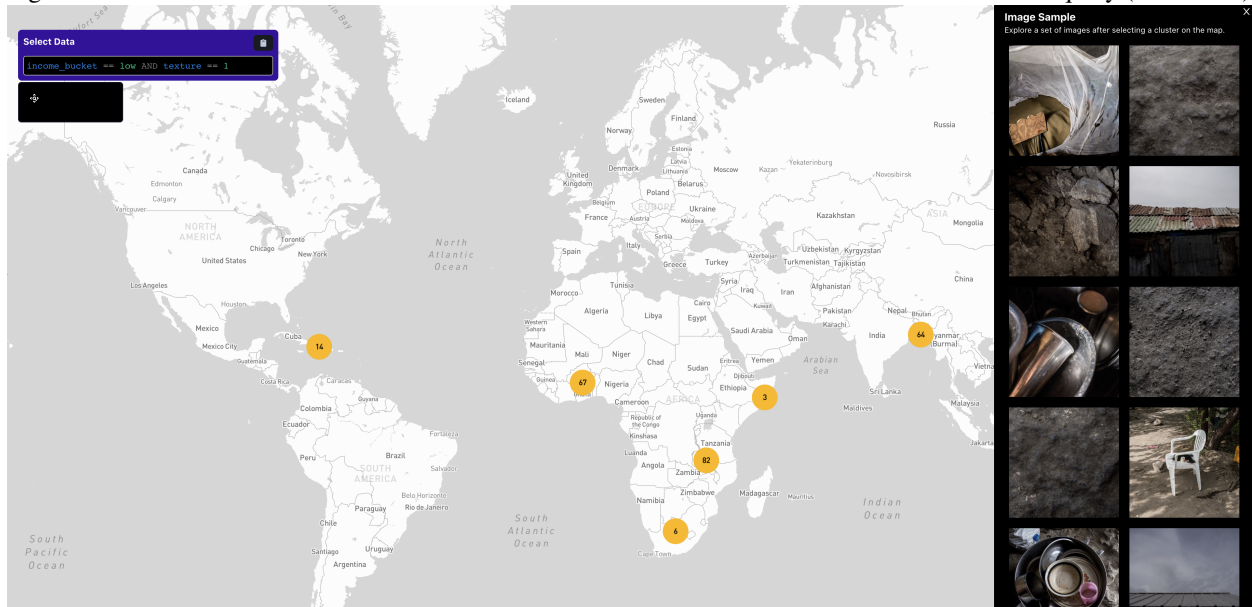 Select Data
income_bucket == low AND texture == 1
Image Sample
X
Explore a set of images after selecting a cluster on the map.
Iceland
Sweden
Finland
Norway
Russia
Estonia
Latvia
Lithuania
Denmark
Moscow
Kazan
Yekaterinburg
Novosibirsk
United
Kingdom
Canada
Edmonton
Calgary
Vancouver
Belarus
Poland
Belgium
EUROPE
Ukraine
France
Austria
Moldova
Kazakhstan
ASIA
Mongolia
NORTH
AMERICA
Toronto
Chicago
New York
United States
North
Atlantic
Ocean
Serbia
Italy
Spain
Greece
Turkey
Azerbaijan
Uzbekistan
Kyrgyzstan
Turkmenistan
Tajikistan
China
Los Angeles
Houston
Morocco
Tunisia
Syria
Iraq
Iran
Afghanistan
Cairo
Kuwait
Pakistan
Karachi
Nepal
Bhutan
Algeria
Libya
Egypt
Western
Sahara
Saudi Arabia
Oman
India
64
Mexico
Mexico City
Cuba
14
Guatemala
Mauritania
Mali
Niger
Chad
Sudan
Eritrea
Yemen
Arabian
Sea
Senegal
Guinea
67
Nigeria
Djibouti
Ethiopia
3
Costa Rica
Caracas
Guyana
Colombia
Ecuador
Cameroon
AFRICA
Republic of
the Congo
Uganda
Kinshasa
Sri Lanka
Maldives
Malaysia
Jakarta
Fortaleza
Peru
Brazil
SOUTH
AMERICA
Salvador
Luanda
Angola
Tanzania
82
Zambia
Zimbabwe
Namibia
Madagascar
Mauritius
Belo Horizonte
Rio de Janeiro
Paraguay
Chile
South
Atlantic
Ocean
Indian
Ocean
6
Cape Town
South
Pacific
Ocean
Santiago
Uruguay
Argentina